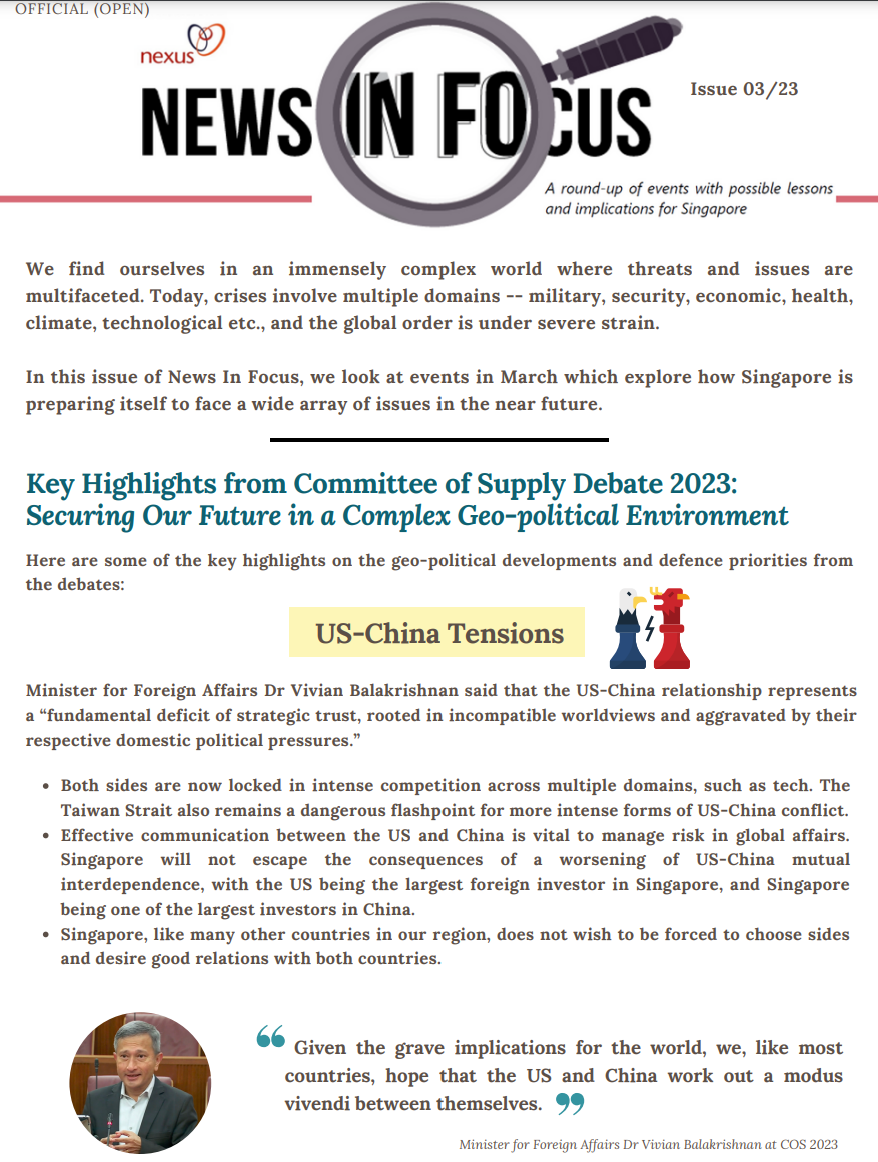 OFFICIAL (OPEN)
nexus
NEWS IN FOCUS
Issue 03/23
A round-up of events with possible lessons
and implications for Singapore
We find ourselves in an immensely complex world where threats and issues are
multifaceted. Today, crises involve multiple domains -- military, security, economic, health,
climate, technological etc., and the global order is under severe strain.
In this issue of News In Focus, we look at events in March which explore how Singapore is
preparing itself to face a wide array of issues in the near future.
Key Highlights from Committee of Supply Debate 2023:
Securing Our Future in a Complex Geo-political Environment
Here are some of the key highlights on the geo-political developments and defence priorities from
the debates:
US-China Tensions
Minister for Foreign Affairs Dr Vivian Balakrishnan said that the US-China relationship represents
a “fundamental deficit of strategic trust, rooted in incompatible worldviews and aggravated by their
respective domestic political pressures.”
• Both sides are now locked in intense competition across multiple domains, such as tech. The
Taiwan Strait also remains a dangerous flashpoint for more intense forms of US-China conflict.
• Effective communication between the US and China is vital to manage risk in global affairs.
Singapore will not escape the consequences of a worsening of US-China mutual
interdependence, with the US being the largest foreign investor in Singapore, and Singapore
being one of the largest investors in China.
• Singapore, like many other countries in our region, does not wish to be forced to choose sides
and desire good relations with both countries.
“ Given the grave implications for the world, we, like most
countries, hope that the US and China work out a modus
vivendi between themselves. ”
Minister for Foreign Affairs Dr Vivian Balakrishnan at COS 2023